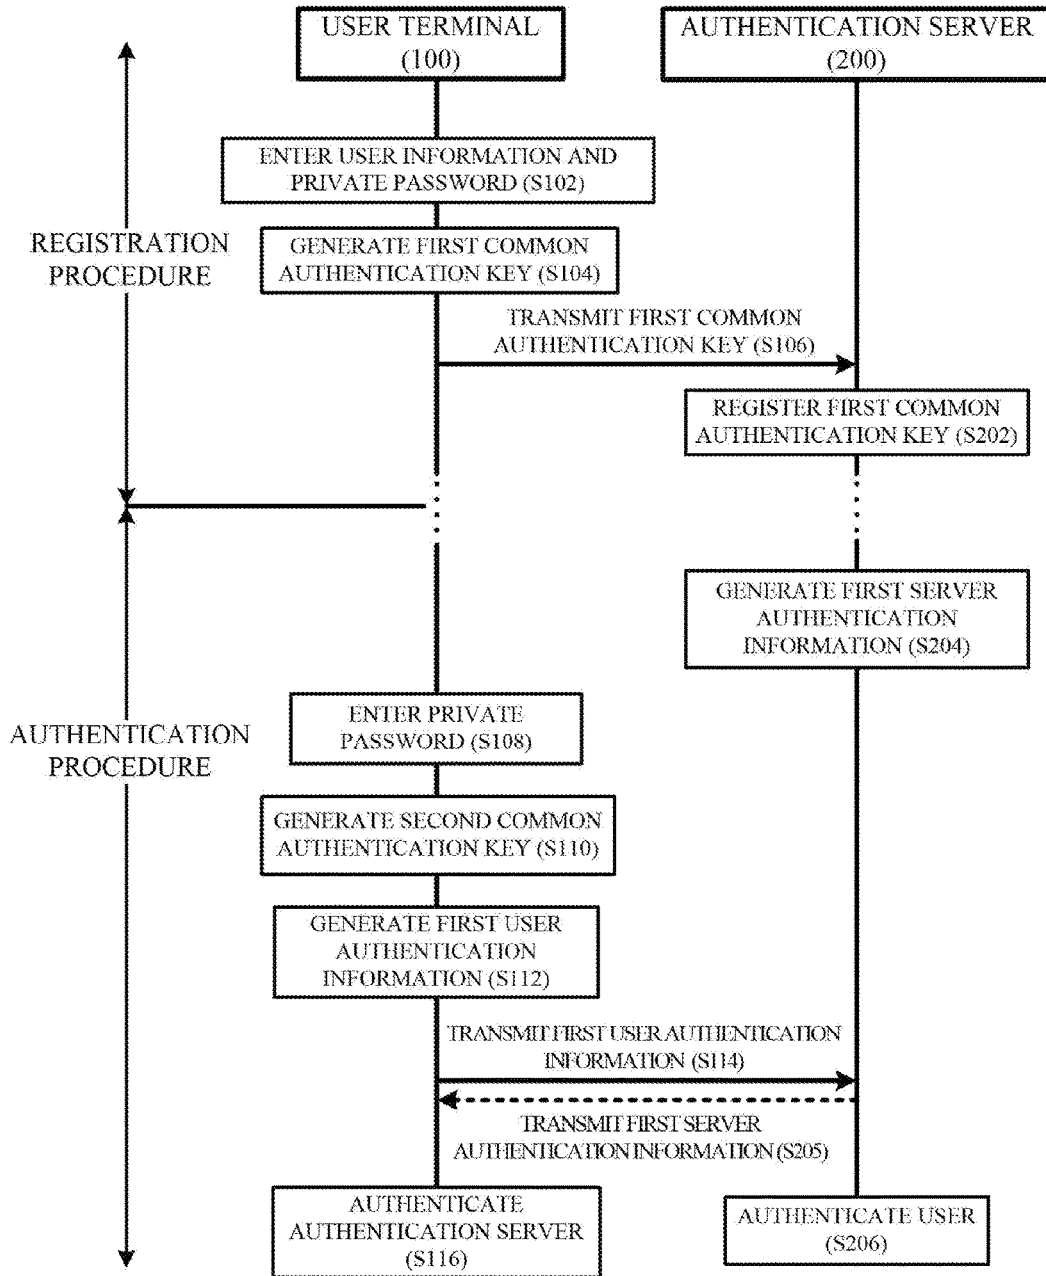 USER TERMINAL
(100)
AUTHENTICATION SERVER
(200)
ENTER USER INFORMATION AND
PRIVATE PASSWORD (S102)
REGISTRATION
PROCEDURE
GENERATE FIRST COMMON
AUTHENTICATION KEY (S104)
TRANSMIT FIRST COMMON
AUTHENTICATION KEY (S106)
REGISTER FIRST COMMON
AUTHENTICATION KEY (S202)
GENERATE FIRST SERVER
AUTHENTICATION
INFORMATION (S204)
AUTHENTICATION
PROCEDURE
ENTER PRIVATE
PASSWORD (S108)
GENERATE SECOND COMMON
AUTHENTICATION KEY (S110)
GENERATE FIRST USER
AUTHENTICATION
INFORMATION (S112)
TRANSMIT FIRST USER AUTHENTICATION
INFORMATION (S114)
TRANSMIT FIRST SERVER
AUTHENTICATION INFORMATION (S205)
AUTHENTICATE
AUTHENTICATION SERVER
(S116)
AUTHENTICATE USER
(S206)